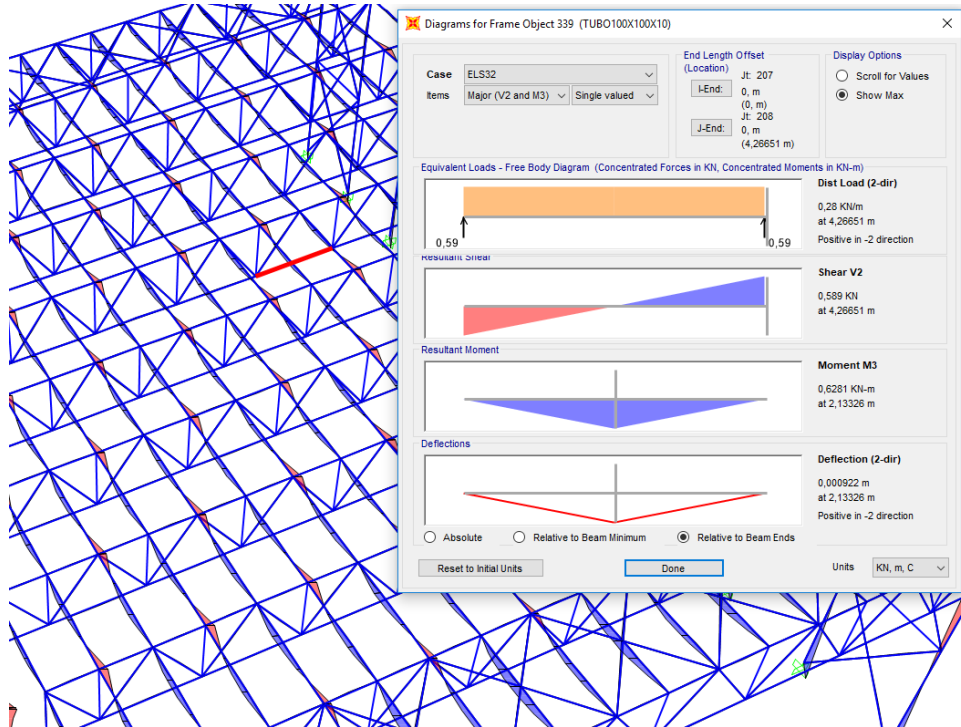 Diagrams for Frame Object 339 (TUBO100X100X10)
Case ELS32
Items Major (V2 and M3) Single valued
End Length Offset
(Location)
I-End:
Jt: 207
0, m
(0, m)
J-End:
Jt: 208
0, m
(4,26651 m)
Display Options
Scroll for Values
Show Max
Equivalent Loads - Free Body Diagram (Concentrated Forces in KN, Concentrated Moments in KN-m)
0,59
0,59
Dist Load (2-dir)
0,28 KN/m
at 4,26651 m
Positive in -2 direction
Resultant Shear
Shear V2
0,589 KN
at 4,26651 m
Resultant Moment
Moment M3
0,6281 KN-m
at 2,13326 m
Deflections
Deflection (2-dir)
0,000922 m
at 2,13326 m
Positive in -2 direction
Absolute Relative to Beam Minimum Relative to Beam Ends
Reset to Initial Units Done Units KN, m, C